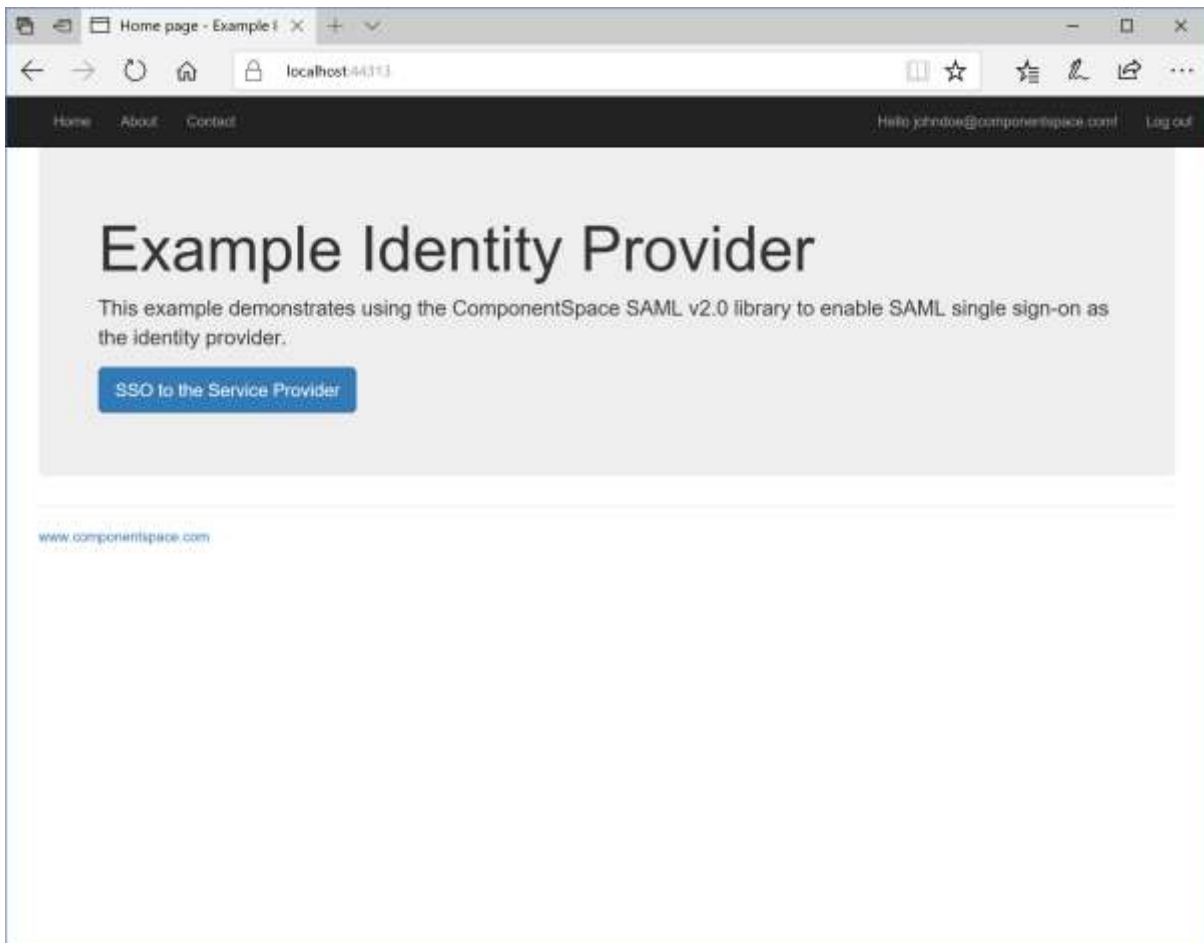 Home page - Example I
localhost:44313
Home About Contact Hello johndoe@componentspace.com! Log out
Example Identity Provider
This example demonstrates using the ComponentSpace SAML v2.0 library to enable SAML single sign-on as
the identity provider.
SSO to the Service Provider
www.componentspace.com